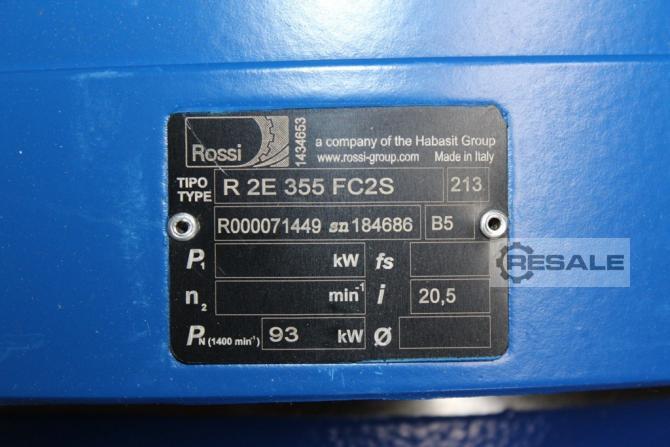 Rossi
1434653
a company of the Habasit Group
www.rossi-group.com Made in Italy
TIPO TYPE R 2E 355 FC2S 213
R000071449 sn 184686 B5
P1 kW fs
n2 min-1 i 20,5
PN (1400 min-1) 93 kW Ø
RESALE